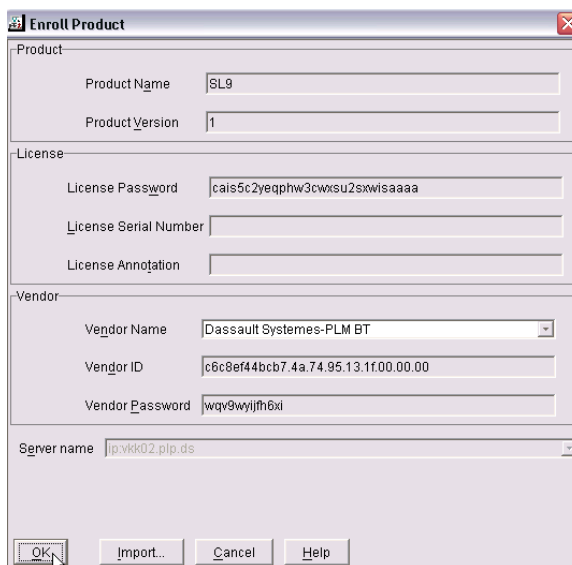 Enroll Product
Product
Product Name SL9
Product Version 1
License
License Password cais5c2yeqphw3cwxsu2sxwisaaaa
License Serial Number
License Annotation
Vendor
Vendor Name Dassault Systemes-PLM BT
Vendor ID c6c8ef44bcb7.4a.74.95.13.1f.00.00.00
Vendor Password wqv9wyijfh6xi
Server name ip:vkk02.plp.ds
OK Import... Cancel Help